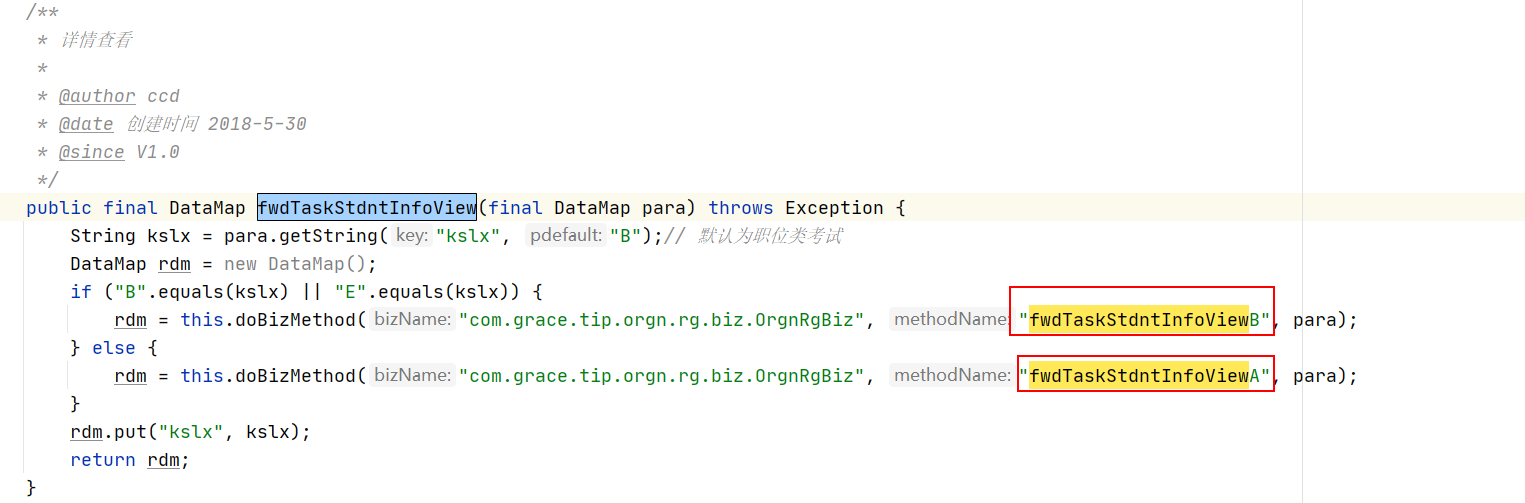 /**
 * 详情查看
 *
 * @author ccd
 * @date 创建时间 2018-5-30
 * @since V1.0
 */
public final DataMap fwdTaskStdntInfoView(final DataMap para) throws Exception {
    String kslx = para.getString( key: "kslx", pdefault: "B");// 默认为职位类考试
    DataMap rdm = new DataMap();
    if ("B".equals(kslx) || "E".equals(kslx)) {
        rdm = this.doBizMethod( bizName: "com.grace.tip.orgn.rg.biz.OrgnRgBiz", methodName: "fwdTaskStdntInfoViewB", para);
    } else {
        rdm = this.doBizMethod( bizName: "com.grace.tip.orgn.rg.biz.OrgnRgBiz", methodName: "fwdTaskStdntInfoViewA", para);
    }
    rdm.put("kslx", kslx);
    return rdm;
}